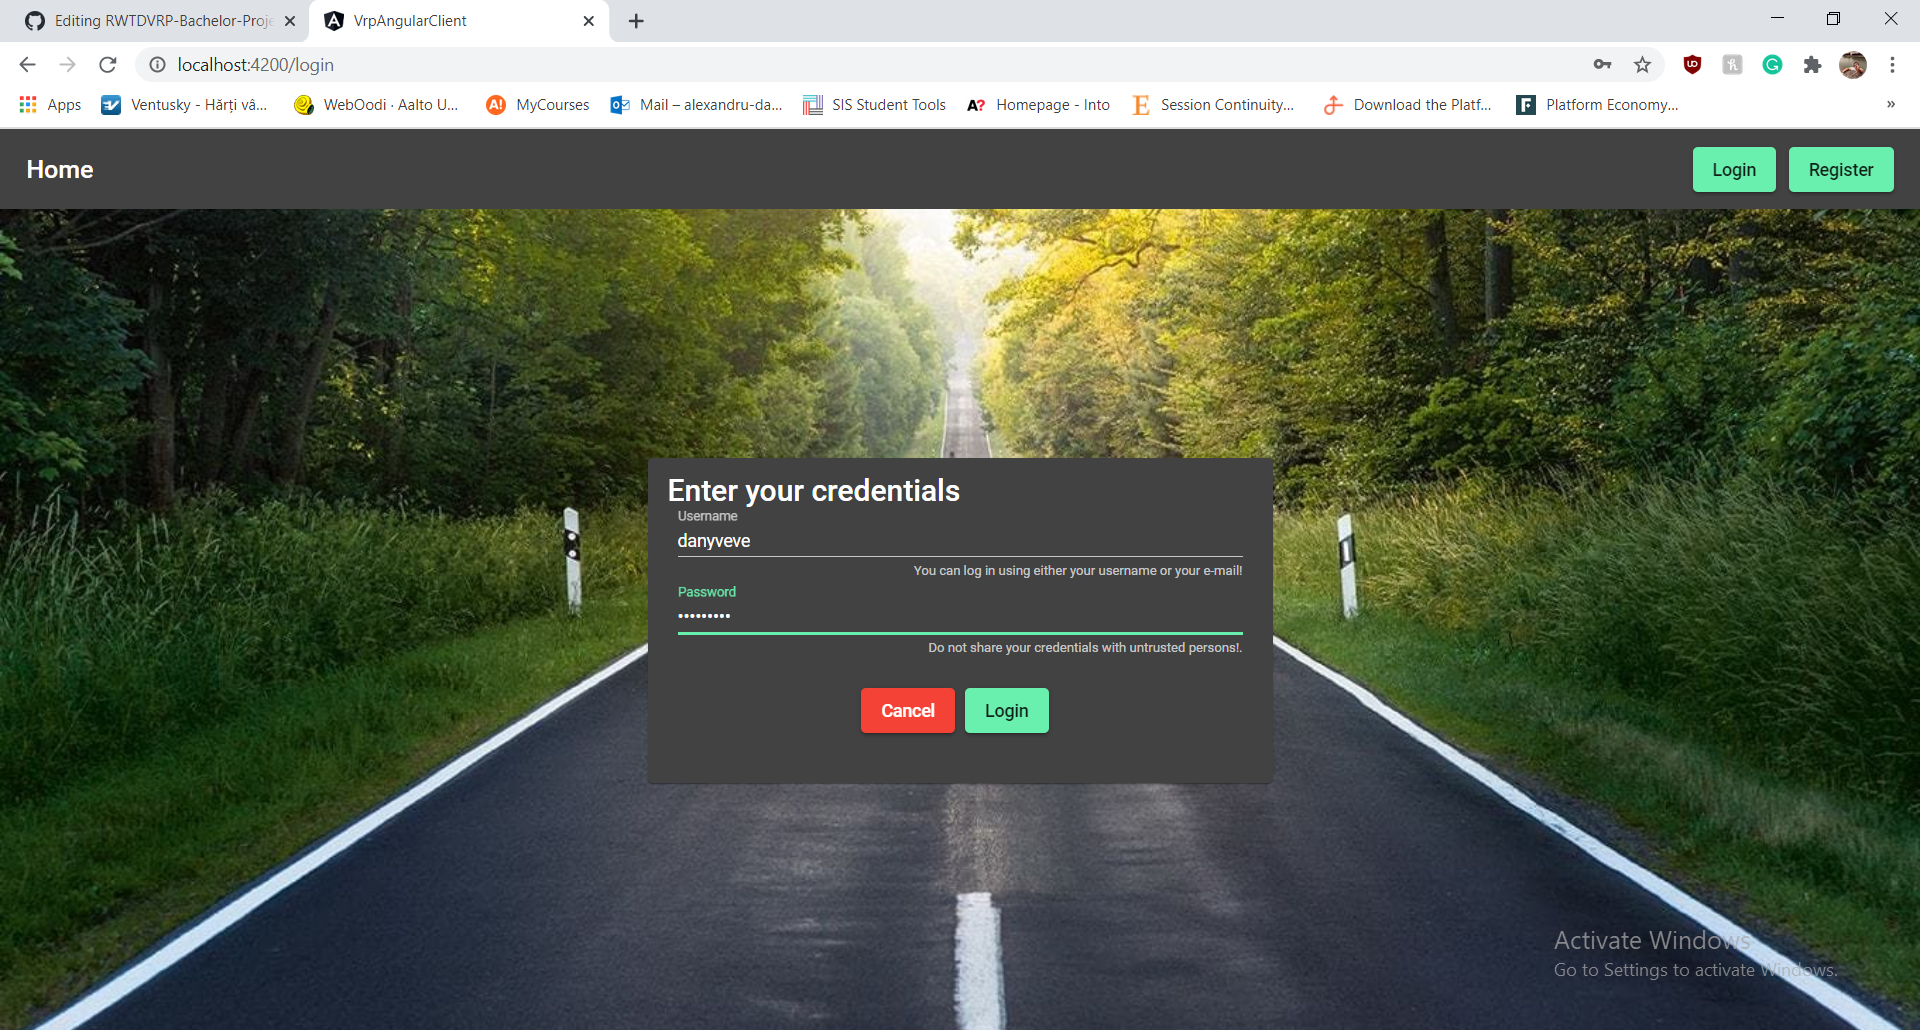 Editing RWTDVRP-Bachelor-Proje
VrpAngularClient
localhost:4200/login
Apps
Ventusky - Hărți vâ...
WebOodi · Aalto U...
A!
MyCourses
Mail – alexandru-da...
SIS Student Tools
A?
Homepage - Into
E
Session Continuity...
Download the Platf...
F
Platform Economy...
»
Home
Login
Register
Enter your credentials
Username
danyveve
You can log in using either your username or your e-mail!
Password
•••••••••
Do not share your credentials with untrusted persons!.
Cancel
Login
Activate Windows
Go to Settings to activate Windows.